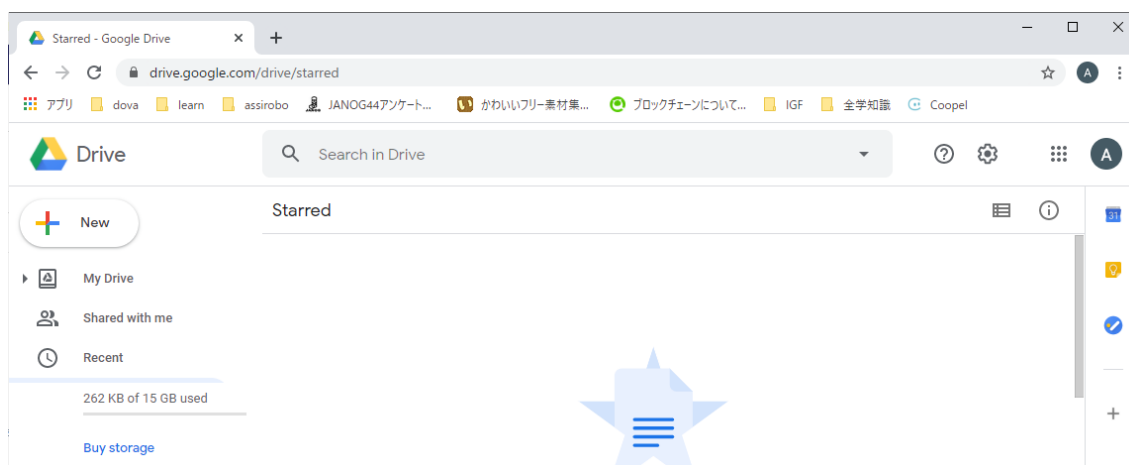 Starred - Google Drive
drive.google.com/drive/starred
アプリ dova learn assirobo JANOG44アンケート... かわいいフリー素材集... ブロックチェーンについて... IGF 全学知識 Coopel
Drive Search in Drive A
New Starred 31
My Drive
Shared with me
Recent
262 KB of 15 GB used
Buy storage